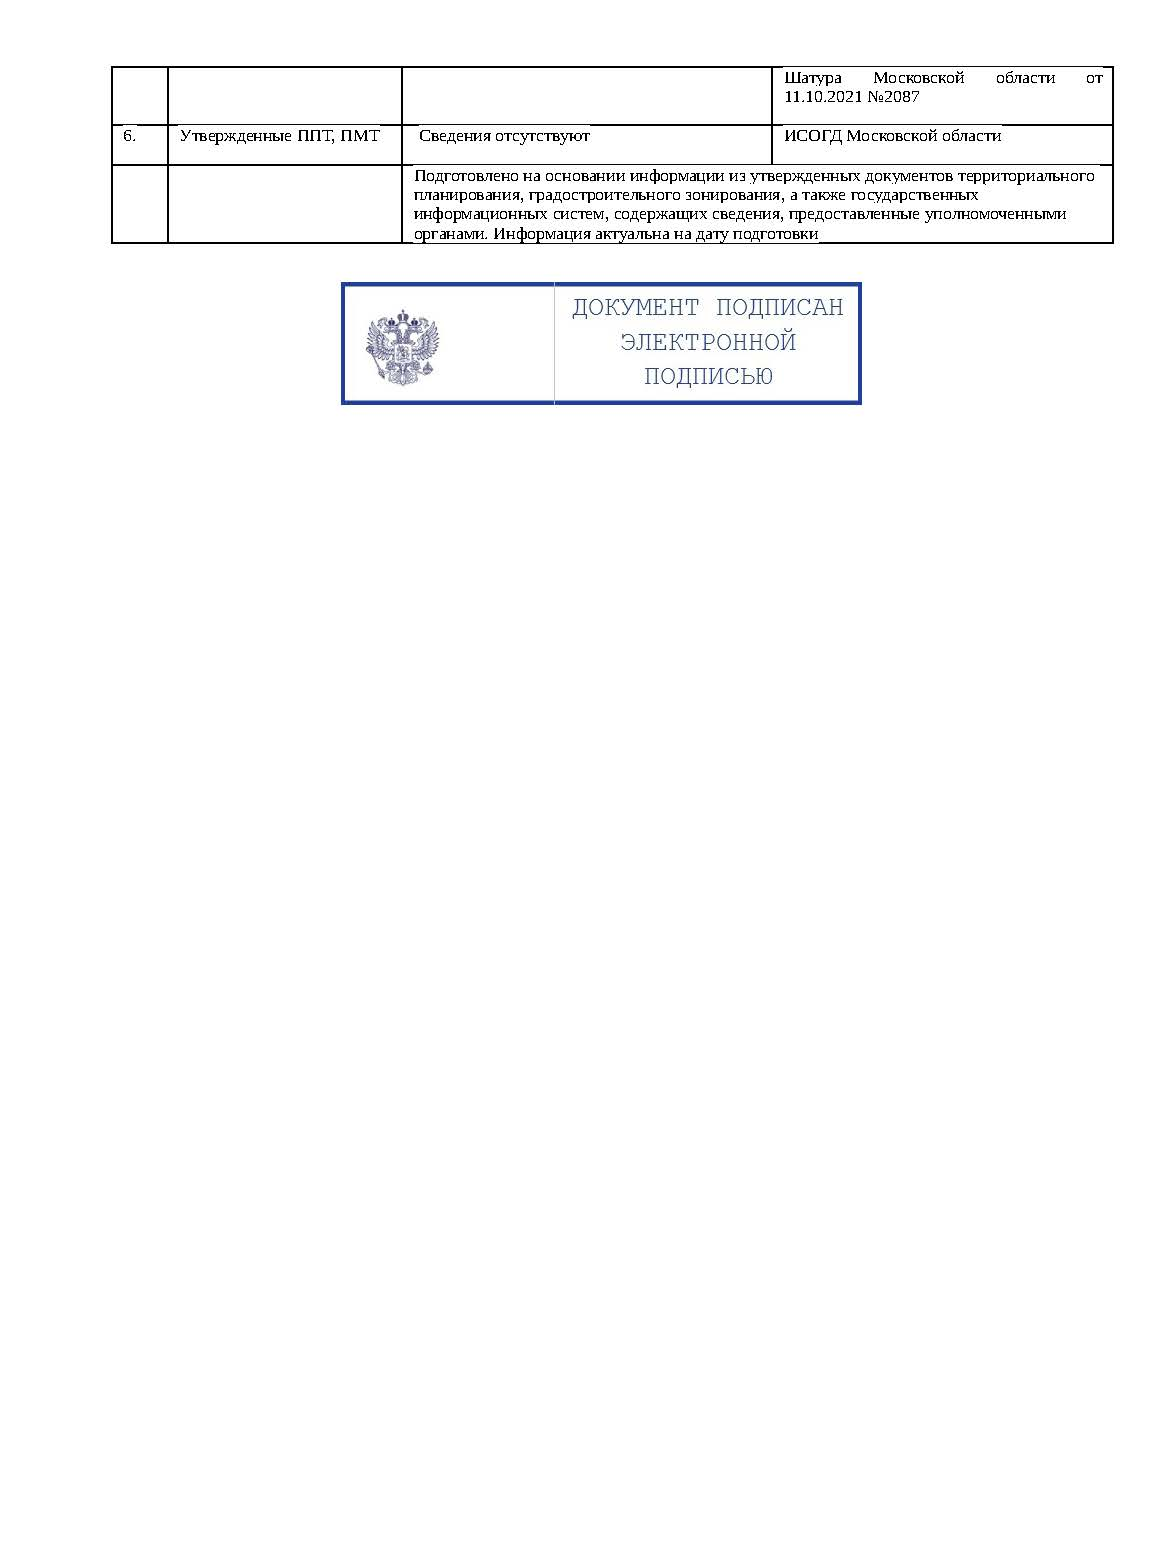 Шатура Московской области от
11.10.2021 №2087
6. Утвержденные ППТ, ПМТ Сведения отсутствуют ИСОГД Московской области
Подготовлено на основании информации из утвержденных документов территориального
планирования, градостроительного зонирования, а также государственных
информационных систем, содержащих сведения, предоставленные уполномоченными
органами. Информация актуальна на дату подготовки
ДОКУМЕНТ ПОДПИСАН
ЭЛЕКТРОННОЙ
ПОДПИСЬЮ